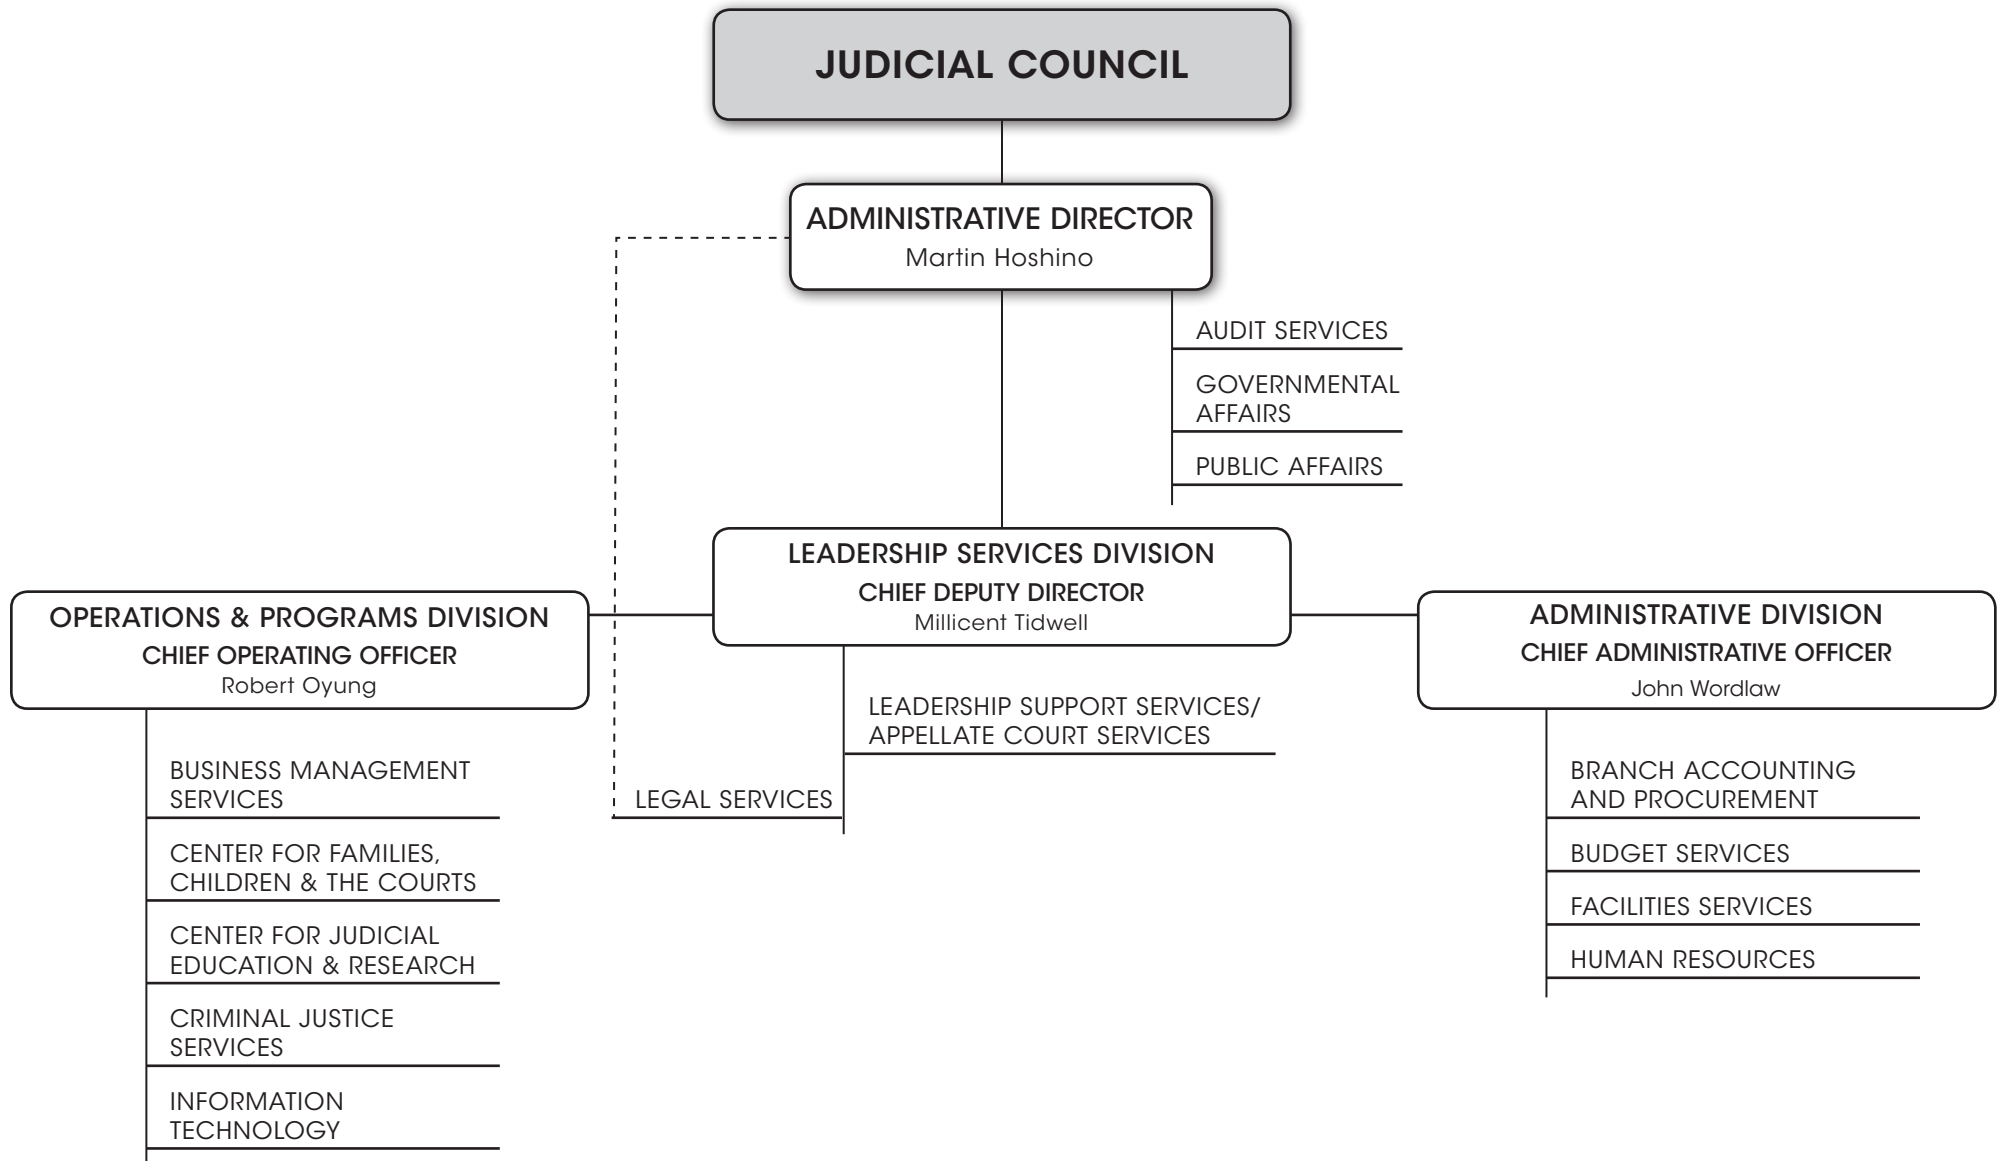 JUDICIAL COUNCIL
ADMINISTRATIVE DIRECTOR
Martin Hoshino
AUDIT SERVICES
GOVERNMENTAL
AFFAIRS
PUBLIC AFFAIRS
LEADERSHIP SERVICES DIVISION
CHIEF DEPUTY DIRECTOR
Millicent Tidwell
LEADERSHIP SUPPORT SERVICES/
APPELLATE COURT SERVICES
LEGAL SERVICES
OPERATIONS & PROGRAMS DIVISION
CHIEF OPERATING OFFICER
Robert Oyung
BUSINESS MANAGEMENT
SERVICES
CENTER FOR FAMILIES,
CHILDREN & THE COURTS
CENTER FOR JUDICIAL
EDUCATION & RESEARCH
CRIMINAL JUSTICE
SERVICES
INFORMATION
TECHNOLOGY
ADMINISTRATIVE DIVISION
CHIEF ADMINISTRATIVE OFFICER
John Wordlaw
BRANCH ACCOUNTING
AND PROCUREMENT
BUDGET SERVICES
FACILITIES SERVICES
HUMAN RESOURCES